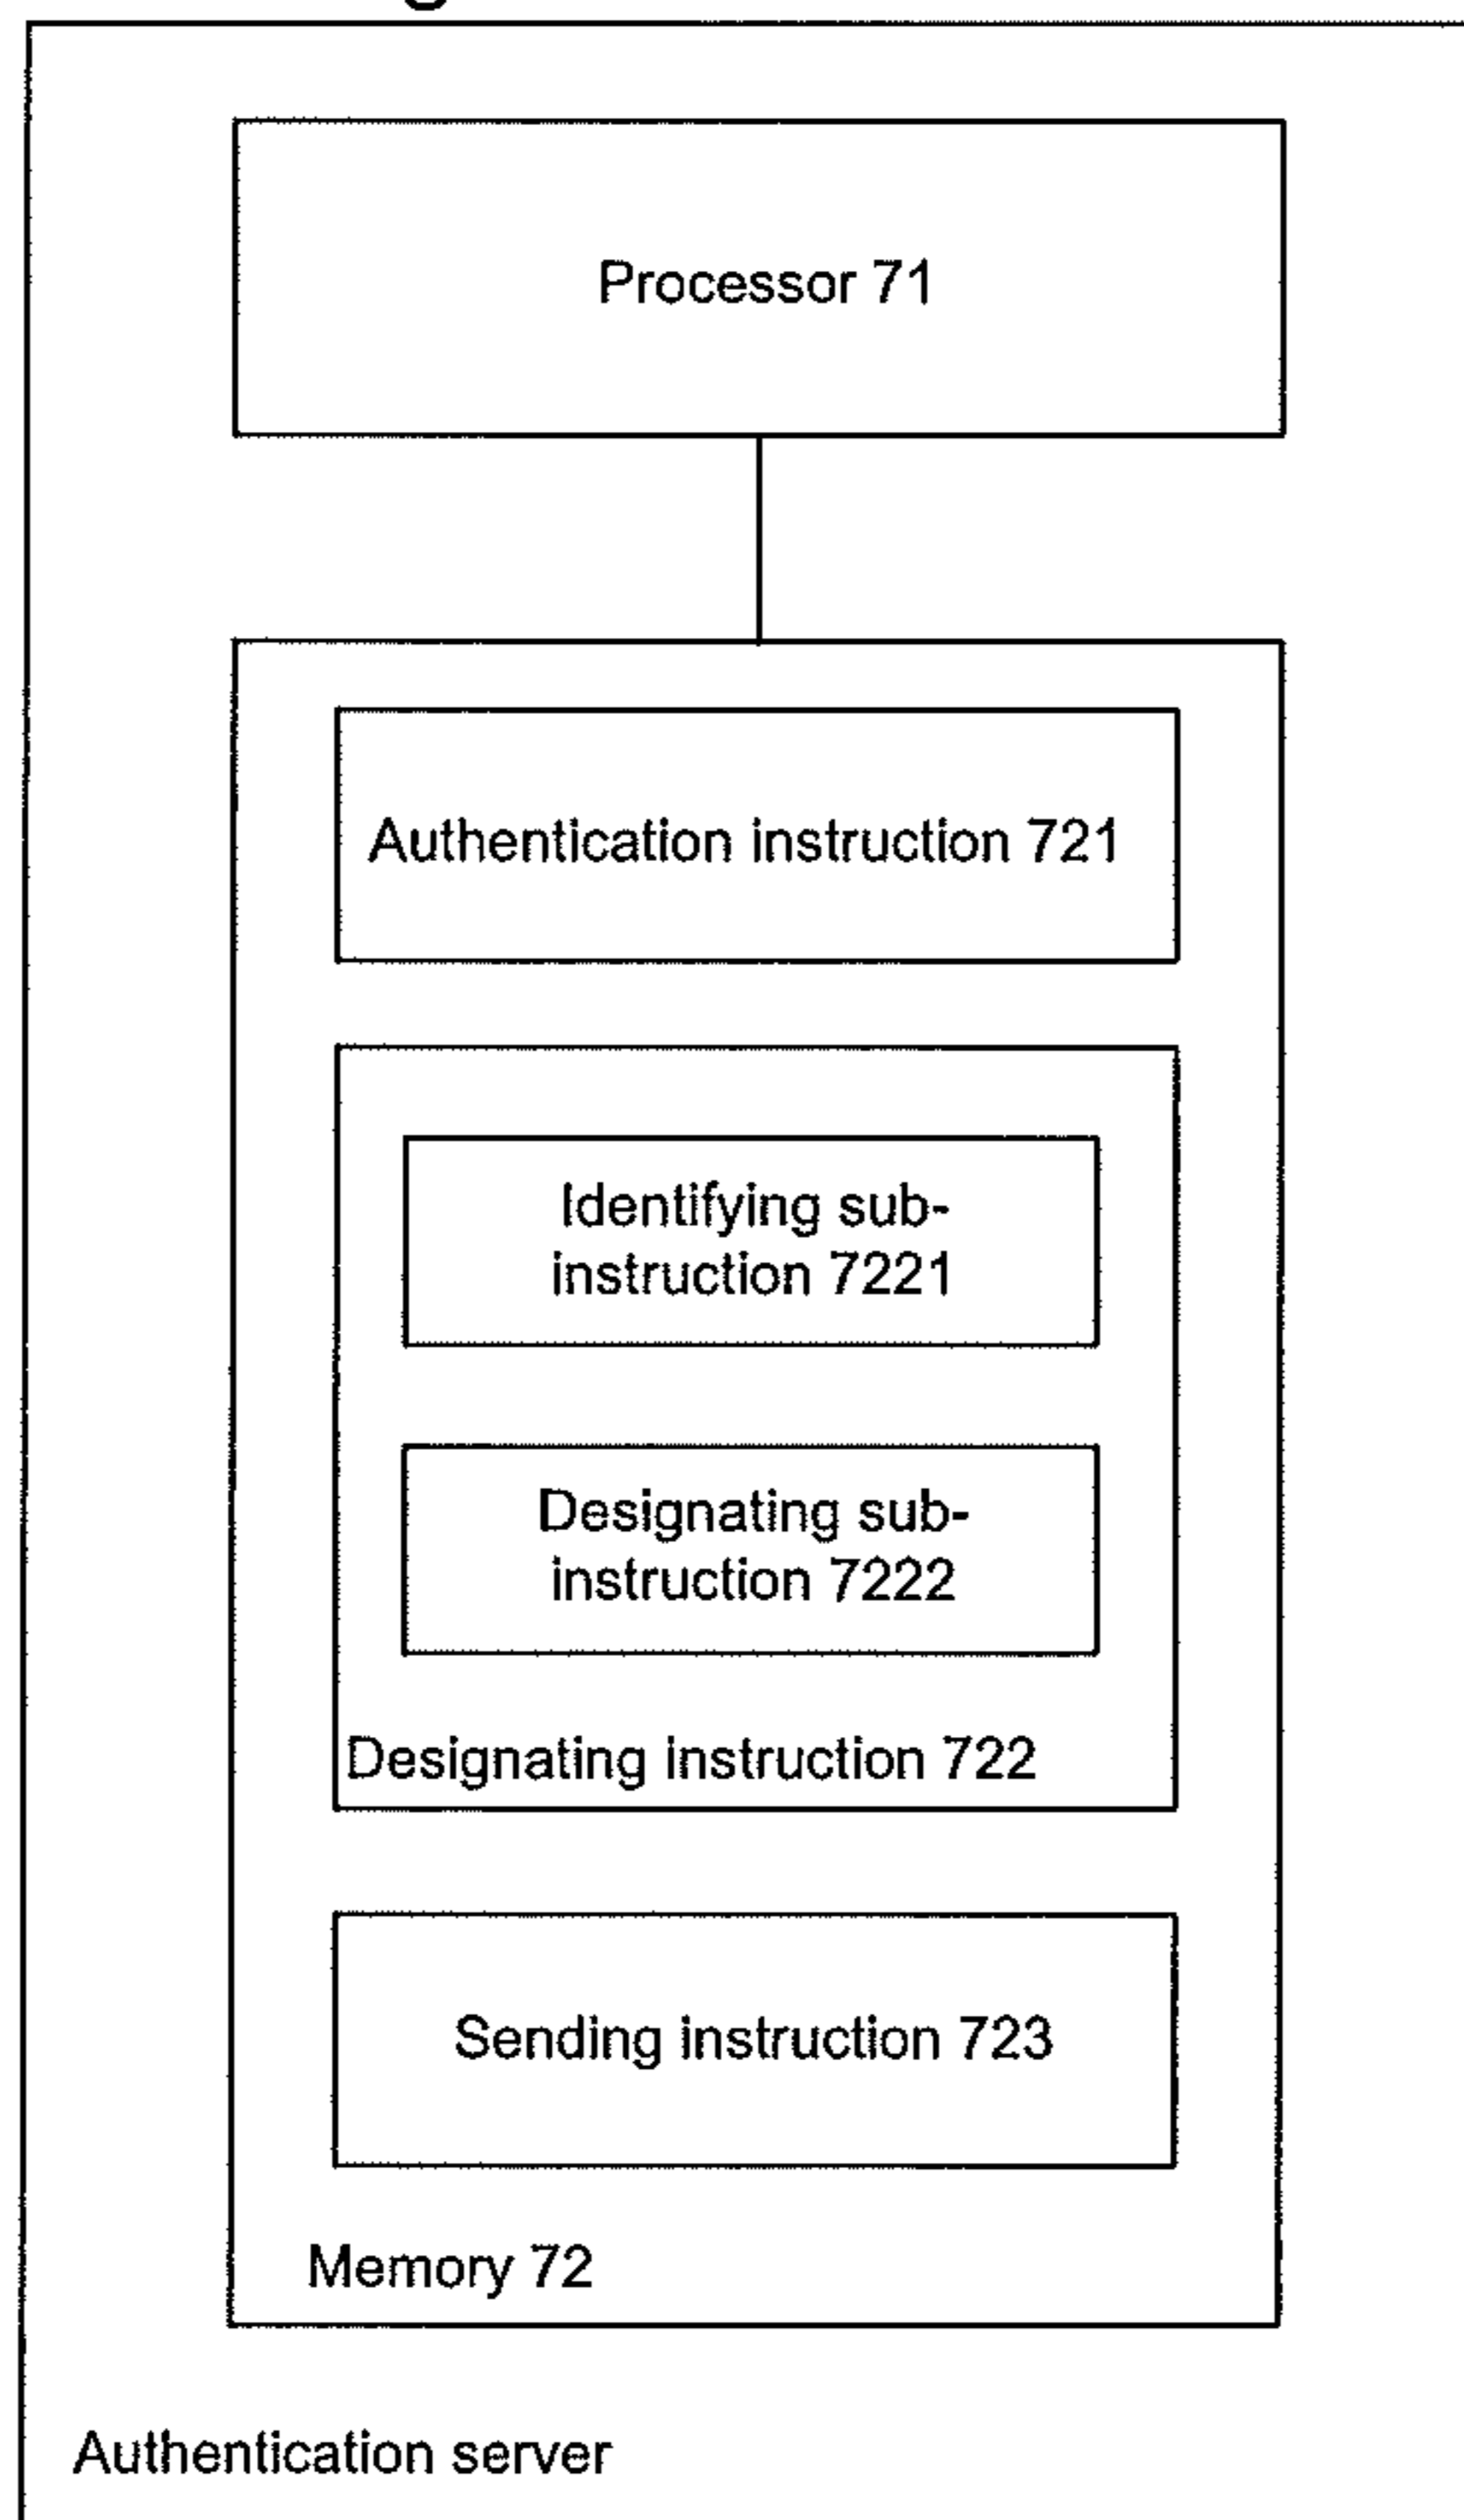 Processor 71
Authentication instruction 721
Identifying sub-
instruction 7221
Designating sub-
instruction 7222
Designating instruction 722
Sending instruction 723
Memory 72
Authentication server